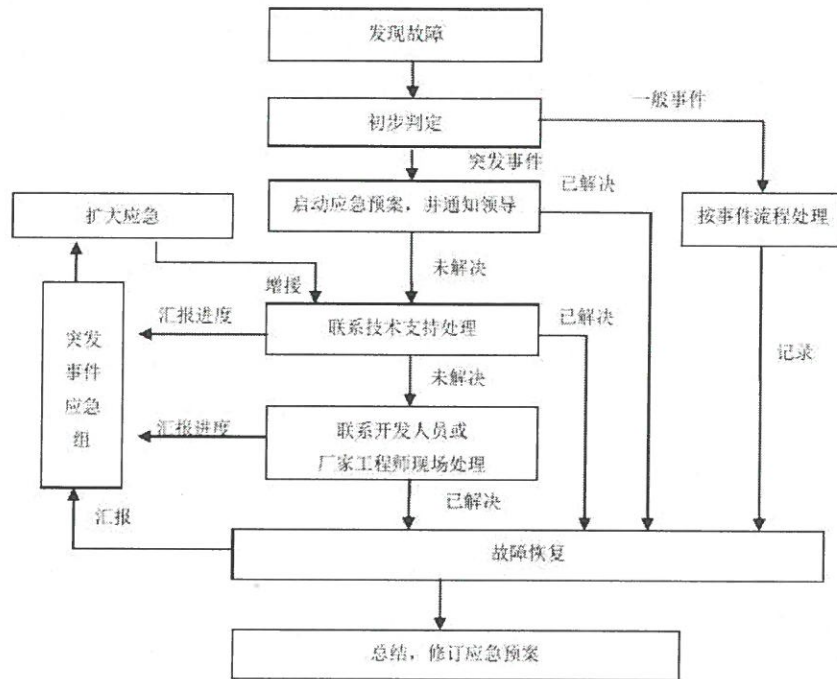 发现故障
一般事件
初步判定
突发事件
已解决
扩大应急
启动应急预案，并通知领导
按事件流程处理
未解决
增援
汇报进度
联系技术支持处理
已解决
突发
事件
应急
组
记录
未解决
汇报进度
联系开发人员或
厂家工程师现场处理
已解决
汇报
故障恢复
总结，修订应急预案